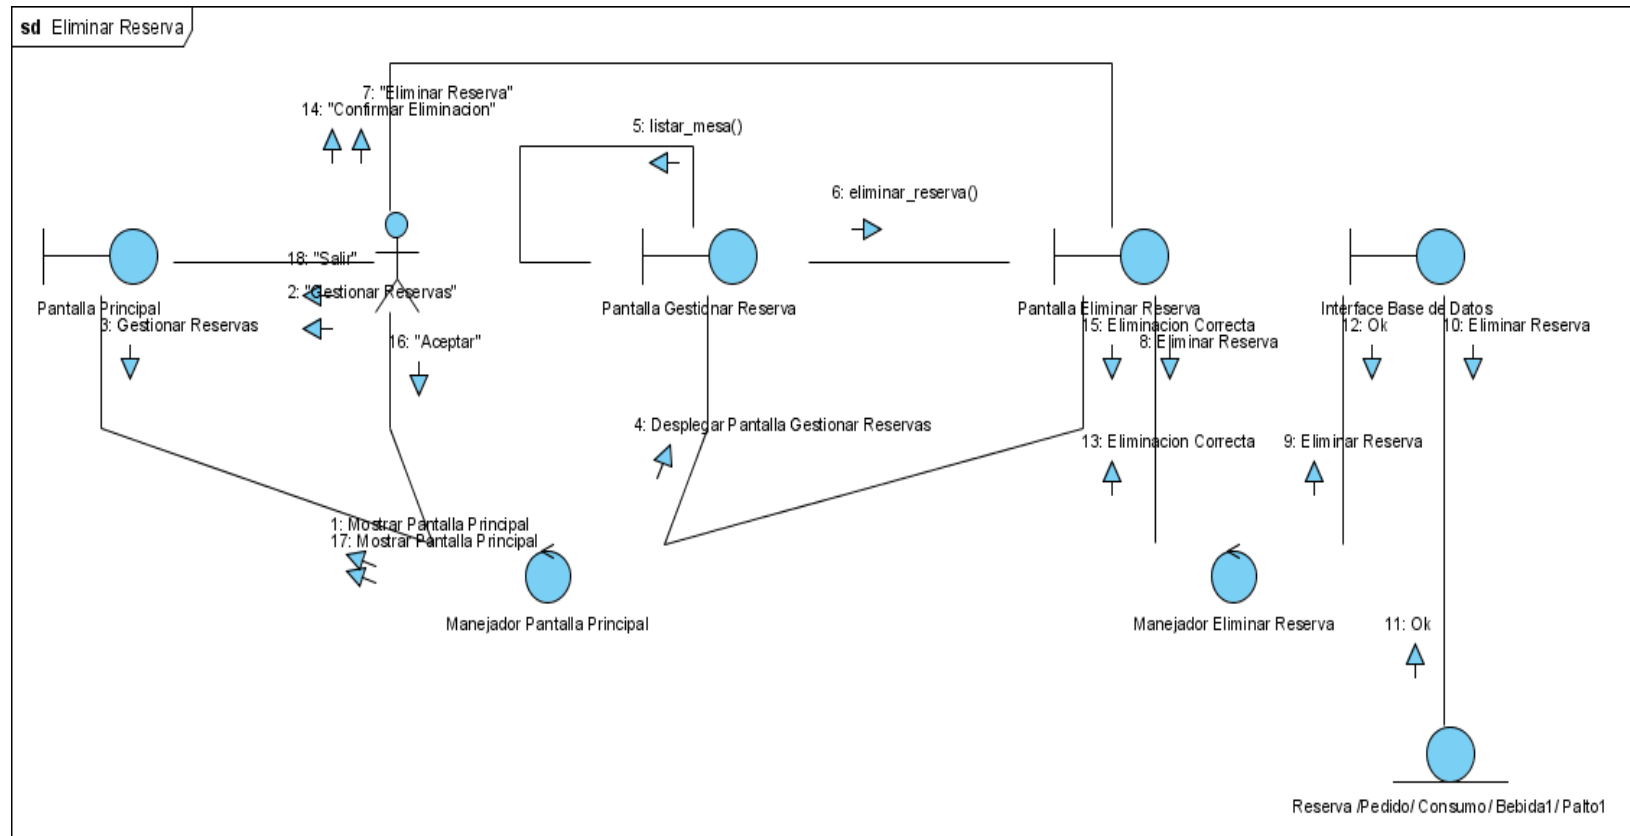 sd Eliminar Reserva
7: "Eliminar Reserva"
14: "Confirmar Eliminacion"
5: listar_mesa()
6: eliminar_reserva()
18: "Salir"
2: "Gestionar Reservas"
Pantalla Principal
Pantalla Gestionar Reserva
Pantalla Eliminar Reserva
Interface Base de Datos
3: Gestionar Reservas
15: Eliminacion Correcta
12: Ok
10: Eliminar Reserva
16: "Aceptar"
8: Eliminar Reserva
4: Desplegar Pantalla Gestionar Reservas
13: Eliminacion Correcta
9: Eliminar Reserva
1: Mostrar Pantalla Principal
17: Mostrar Pantalla Principal
Manejador Pantalla Principal
Manejador Eliminar Reserva
11: Ok
Reserva /Pedido/ Consumo/ Bebida1/ Palto1